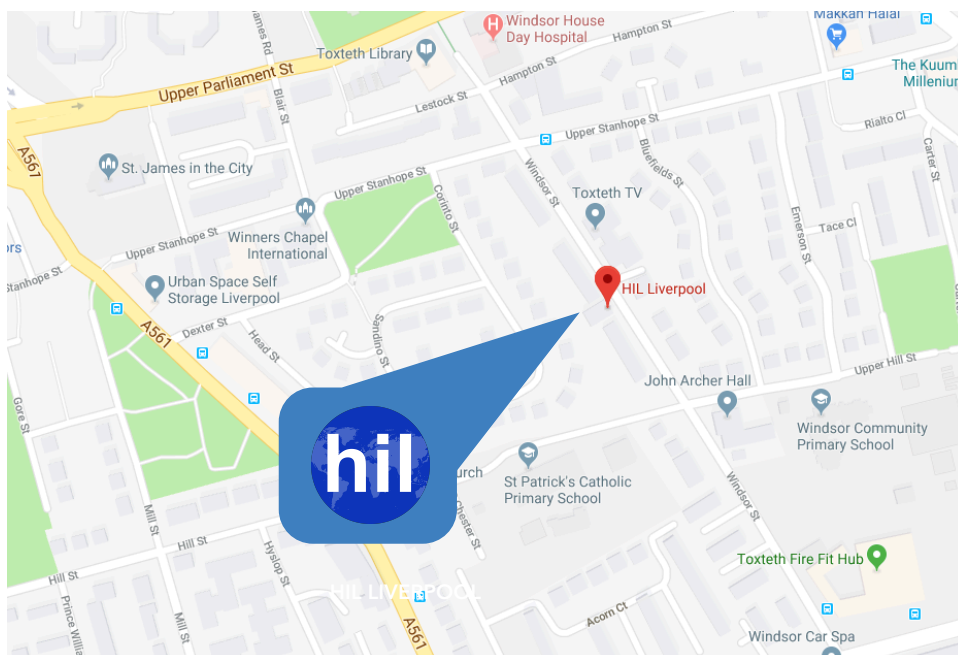 Makkah Halal
Windsor House
Day Hospital
Hampton St
James Rd
Toxteth Library
Hampton St
The Kuum
Millenium
Upper Parliament St
Blair St
Lestock St
Rialto Cl
A561
Upper Stanhope St
Bluefields St
Carter St
St. James in the City
Windsor St
Upper Stanhope St
Corinto St
Toxteth TV
Emerson St
Tace Cl
Winners Chapel
International
Upper Stanhope St
Stanhope St
Urban Space Self
Storage Liverpool
HIL Liverpool
A561
Dexter St
Sandino St
Head St
Upper Hill St
John Archer Hall
Gore St
Windsor Community
Primary School
hil
urch
St Patrick's Catholic
Primary School
Windsor St
Mill St
Chester St
Hill St
Hyslop St
Toxteth Fire Fit Hub
Hill St
HIL LIVERPOOL
Prince Willia
Mill St
Acorn Ct
A561
Windsor Car Spa